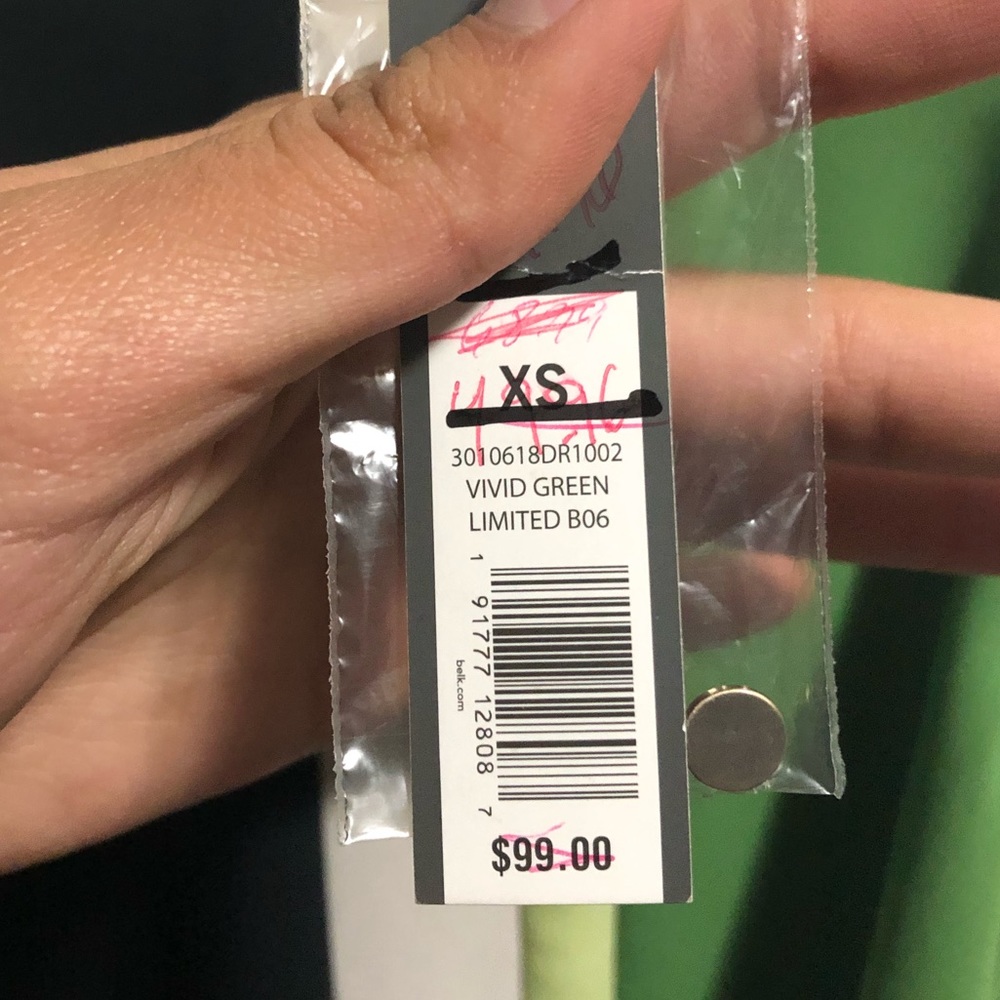 XS
3010618DR1002
VIVID GREEN
LIMITED B06
1 91777 12808 7
belk.com
$99.00